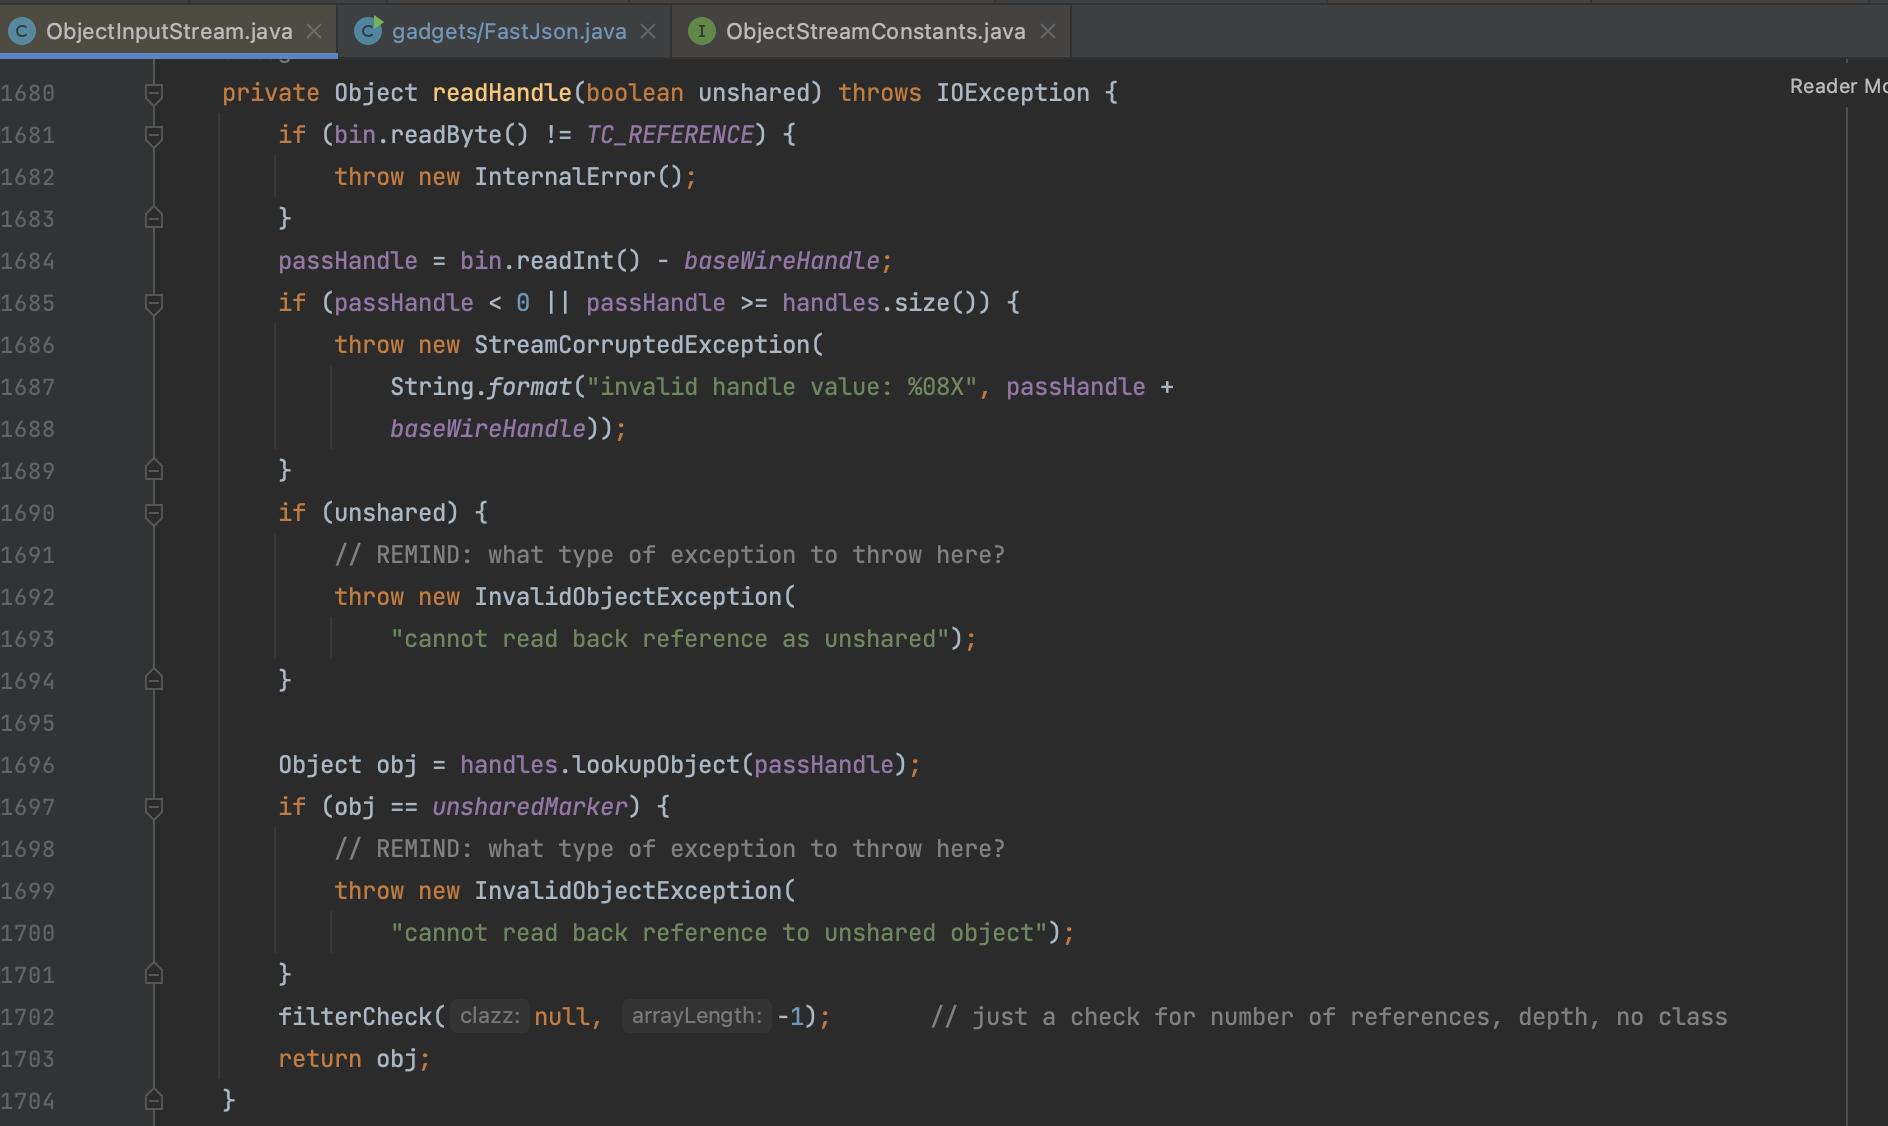 ObjectInputStream.java gadgets/FastJson.java ObjectStreamConstants.java
Reader Mo
1680 private Object readHandle(boolean unshared) throws IOException {
1681 if (bin.readByte() != TC_REFERENCE) {
1682 throw new InternalError();
1683 }
1684 passHandle = bin.readInt() - baseWireHandle;
1685 if (passHandle < 0 || passHandle >= handles.size()) {
1686 throw new StreamCorruptedException(
1687 String.format("invalid handle value: %08X", passHandle +
1688 baseWireHandle));
1689 }
1690 if (unshared) {
1691 // REMIND: what type of exception to throw here?
1692 throw new InvalidObjectException(
1693 "cannot read back reference as unshared");
1694 }
1695
1696 Object obj = handles.lookupObject(passHandle);
1697 if (obj == unsharedMarker) {
1698 // REMIND: what type of exception to throw here?
1699 throw new InvalidObjectException(
1700 "cannot read back reference to unshared object");
1701 }
1702 filterCheck( clazz: null, arrayLength: -1); // just a check for number of references, depth, no class
1703 return obj;
1704 }